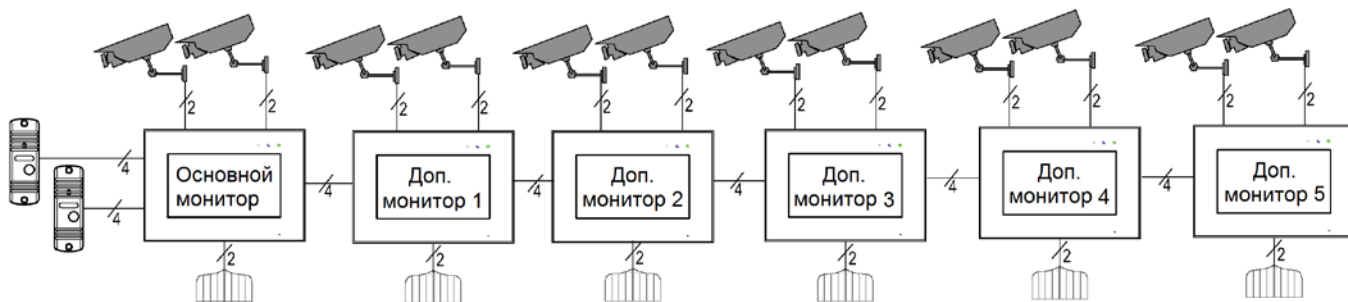 2 2 2 2 2 2 2 2 2 2 2 2
4
Основной
монитор
4
4
Доп.
монитор 1
4
Доп.
монитор 2
4
Доп.
монитор 3
4
Доп.
монитор 4
4
Доп.
монитор 5
2 2 2 2 2 2